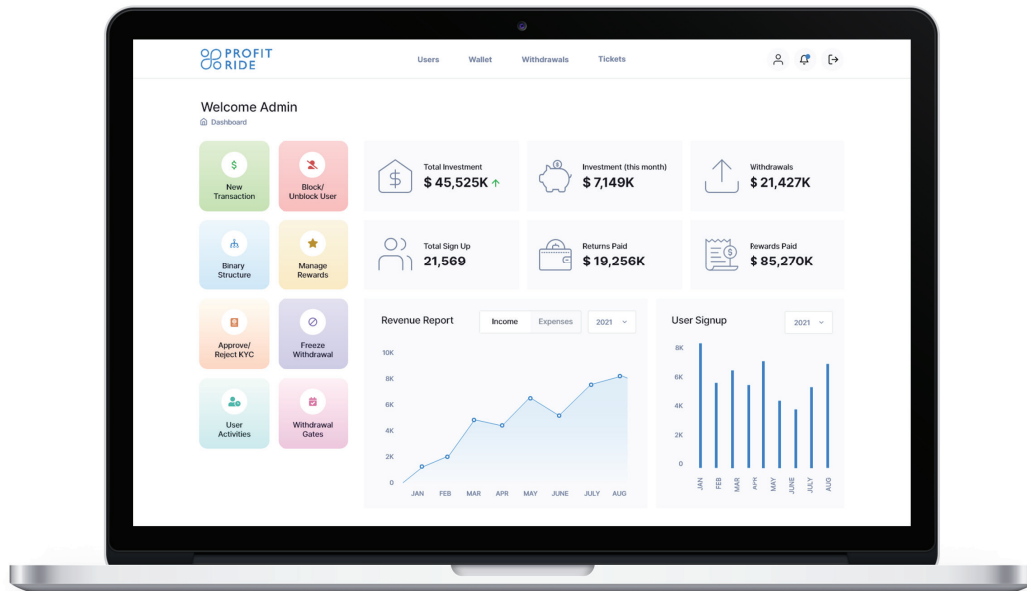 PROFIT
RIDE
Users
Wallet
Withdrawals
Tickets
Welcome Admin
Dashboard
New
Transaction
Block/
Unblock User
Binary
Structure
Manage
Rewards
Approve/
Reject KYC
Freeze
Withdrawal
User
Activities
Withdrawal
Gates
Total Investment
$ 45,525K
Investment (this month)
$ 7,149K
Withdrawals
$ 21,427K
Total Sign Up
21,569
Returns Paid
$ 19,256K
Rewards Paid
$ 85,270K
Revenue Report
Income
Expenses
2021
10K
8K
6K
4K
2K
0
JAN FEB MAR APR MAY JUNE JULY AUG
User Signup
2021
8K
6K
4K
2K
0
JAN
FEB
MAR
APR
MAY
JUNE
JULY
AUG